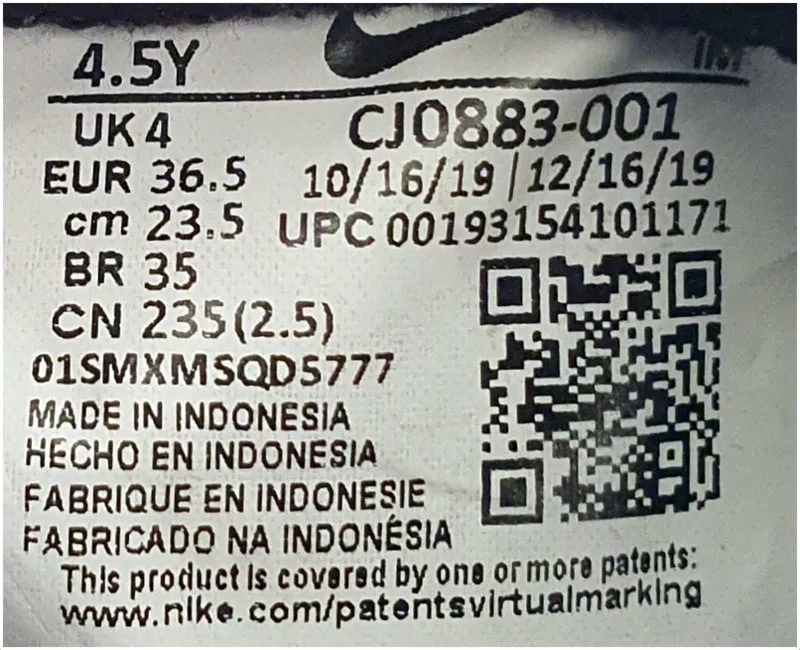 4.5Y
UK 4
CJ0883-001
EUR 36.5
10/16/19 | 12/16/19
cm 23.5
UPC 00193154101171
BR 35
CN 235(2.5)
01SMXMSQD5777
MADE IN INDONESIA
HECHO EN INDONESIA
FABRIQUE EN INDONESIE
FABRICADO NA INDONÉSIA
This product is covered by one or more patents:
www.nike.com/patentsvirtualmarking